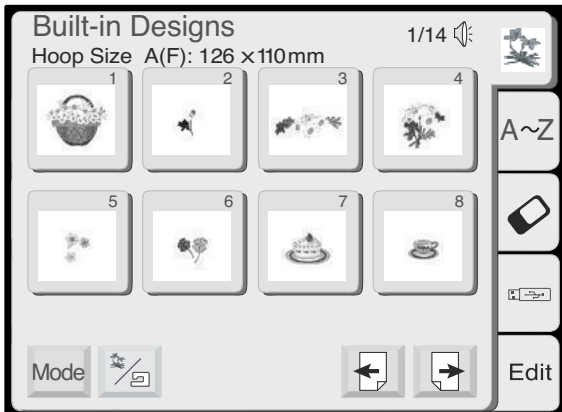 Built-in Designs
1/14
Hoop Size A(F): 126 ×110mm
1 2 3 4
A~Z
5 6 7 8
Mode
Edit